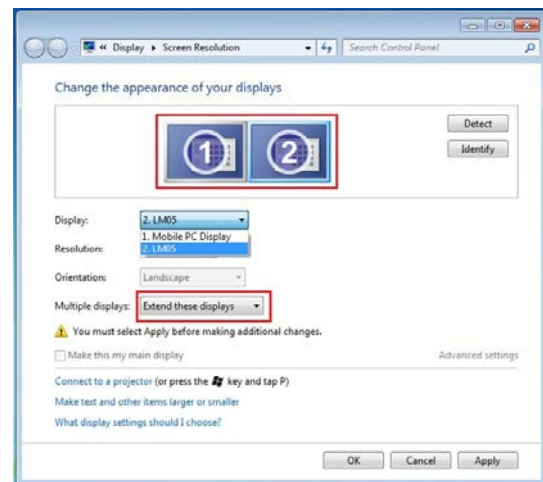 « Display ▸ Screen Resolution
Search Control Panel
Change the appearance of your displays
1
2
Detect
Identify
Display:
2. LM05
1. Mobile PC Display
2. LM05
Resolution:
Orientation:
Landscape
Multiple displays:
Extend these displays
You must select Apply before making additional changes.
Make this my main display
Advanced settings
Connect to a projector (or press the key and tap P)
Make text and other items larger or smaller
What display settings should I choose?
OK
Cancel
Apply